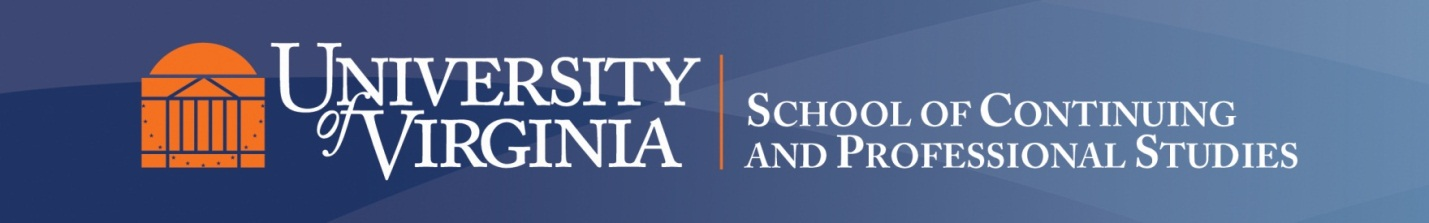 UNIVERSITY
of VIRGINIA
SCHOOL OF CONTINUING
AND PROFESSIONAL STUDIES